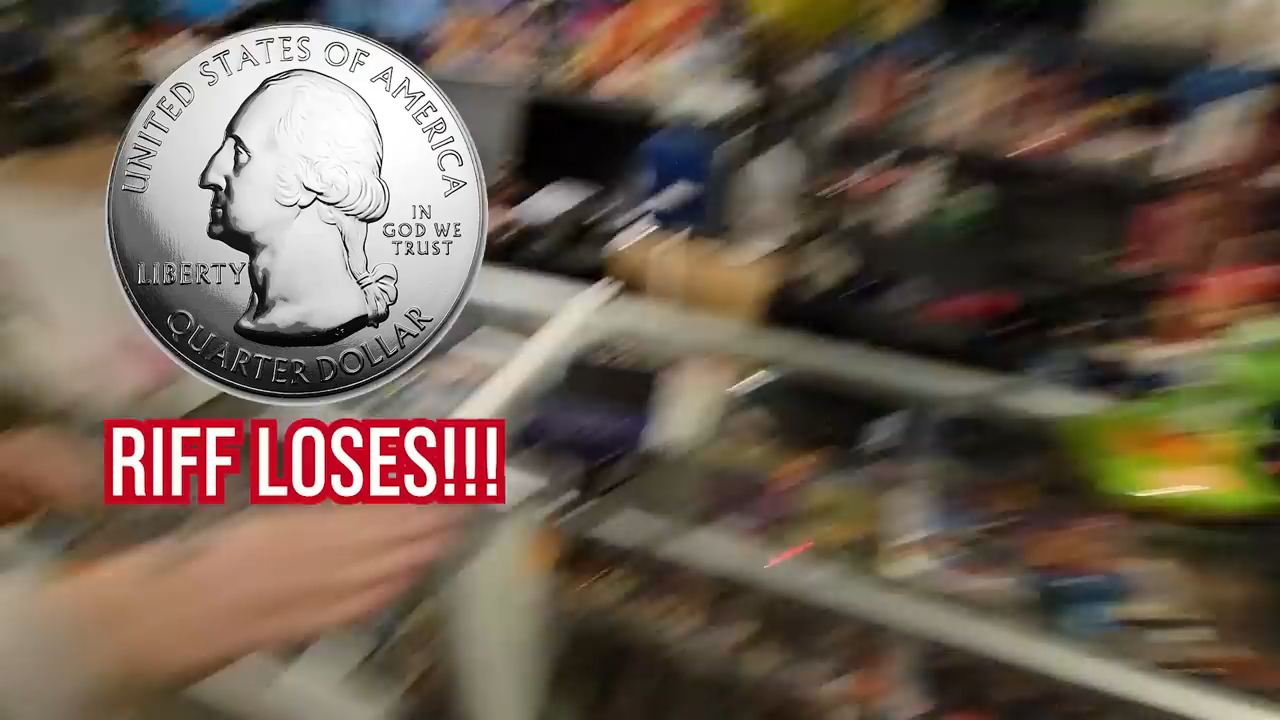 UNITED STATES OF AMERICA
IN
GOD WE
TRUST
LIBERTY
QUARTER DOLLAR
RIFF LOSES!!!